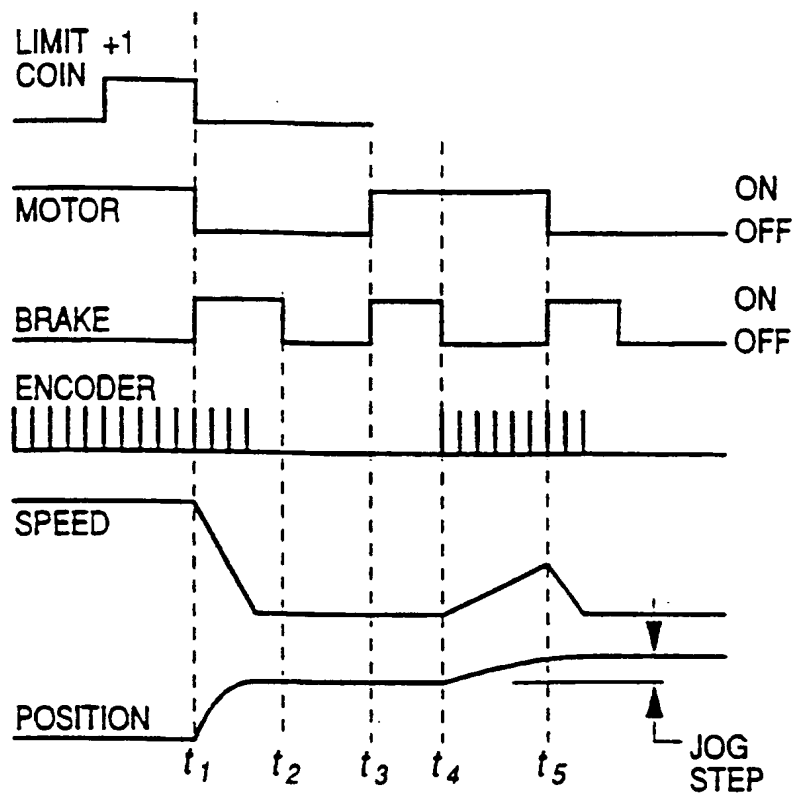 LIMIT +1
COIN
MOTOR
ON
OFF
BRAKE
ON
OFF
ENCODER
SPEED
POSITION
t1
t2
t3
t4
t5
JOG
STEP